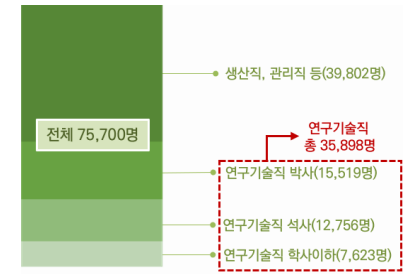 생산직, 관리직 등(39,802명)
전체 75,700명
연구기술직
총 35,898명
연구기술직 박사(15,519명)
연구기술직 석사(12,756명)
연구기술직 학사이하(7,623명)